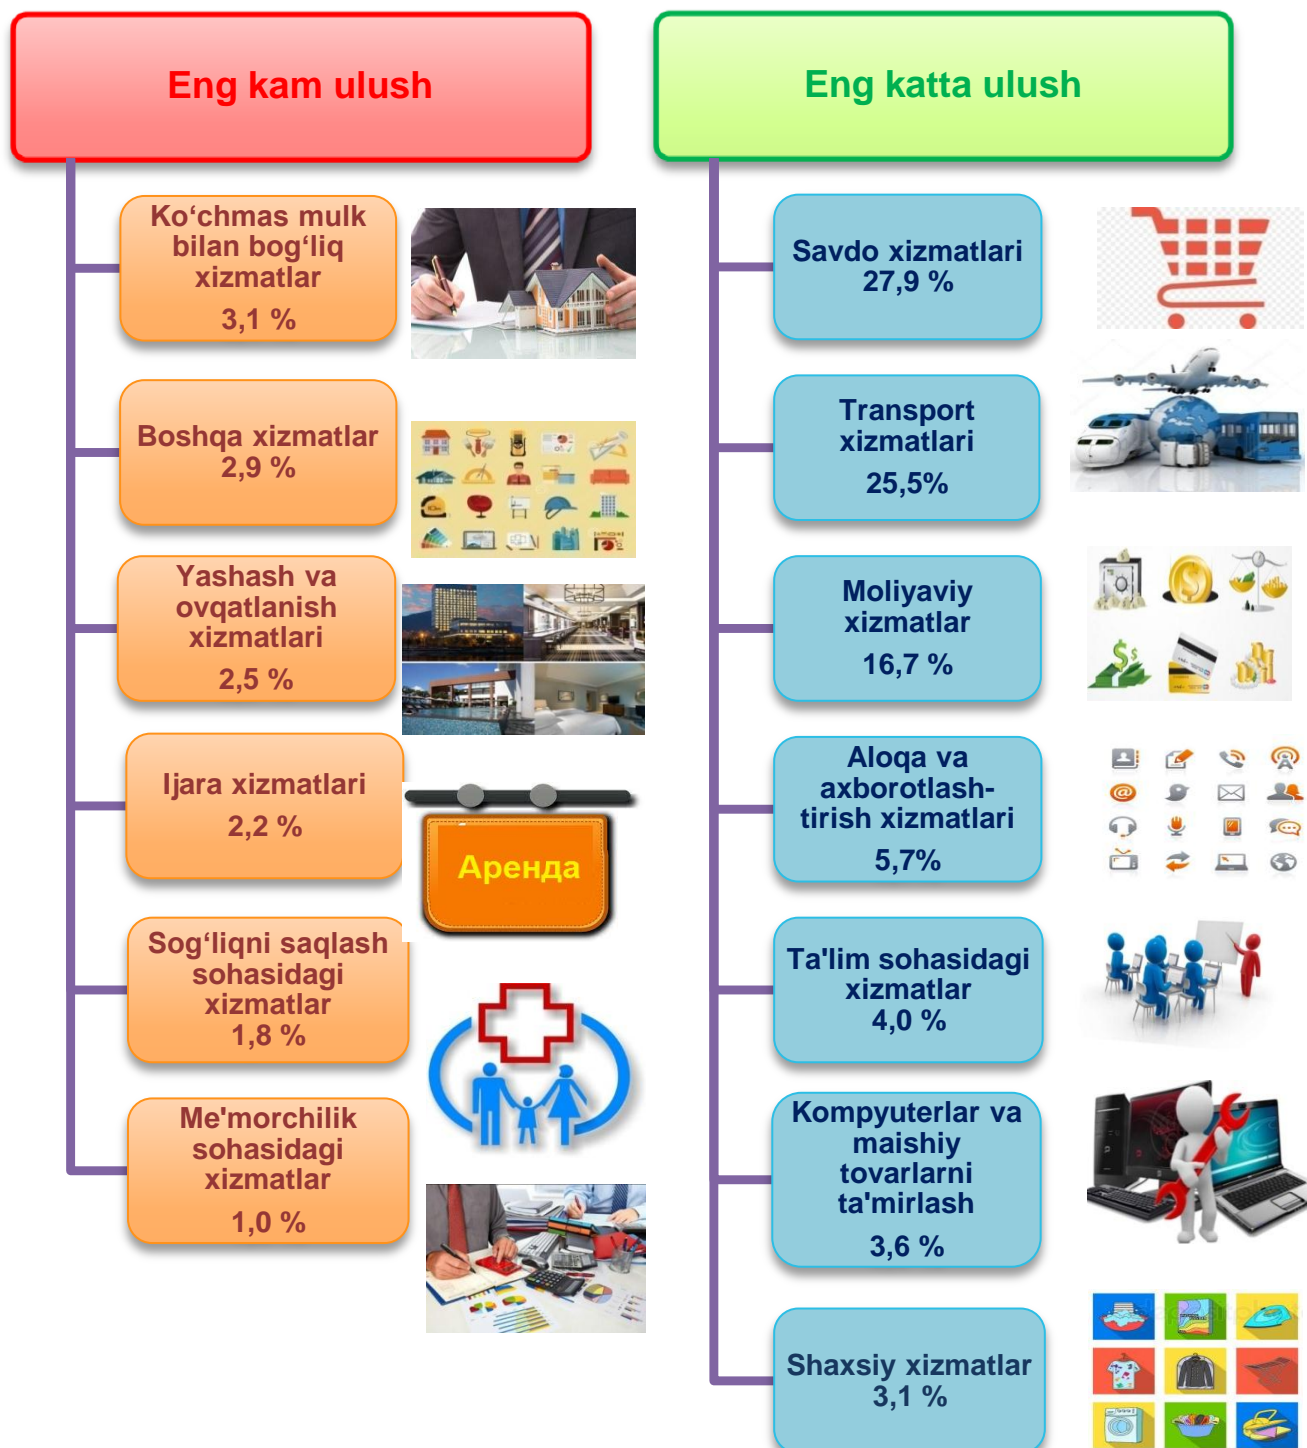 Eng kam ulush
Ko‘chmas mulk
bilan bog‘liq
xizmatlar
3,1 %
Boshqa xizmatlar
2,9 %
Yashash va
ovqatlanish
xizmatlari
2,5 %
Ijara xizmatlari
2,2 %
Аренда
Sog‘liqni saqlash
sohasidagi
xizmatlar
1,8 %
Me'morchilik
sohasidagi
xizmatlar
1,0 %
Eng katta ulush
Savdo xizmatlari
27,9 %
Transport
xizmatlari
25,5%
Moliyaviy
xizmatlar
16,7 %
Aloqa va
axborotlash-
tirish xizmatlari
5,7%
Ta'lim sohasidagi
xizmatlar
4,0 %
Kompyuterlar va
maishiy
tovarlarni
ta'mirlash
3,6 %
Shaxsiy xizmatlar
3,1 %